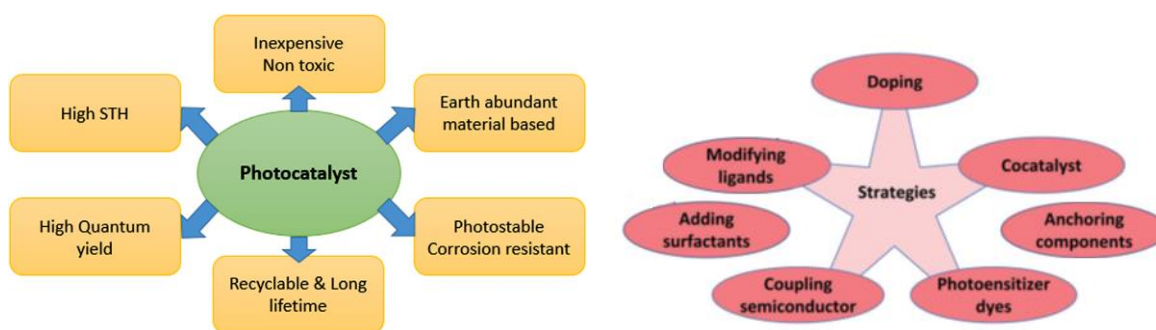 Inexpensive
Non toxic
High STH
Earth abundant
material based
Photocatalyst
High Quantum
yield
Photostable
Corrosion resistant
Recyclable & Long
lifetime
Doping
Modifying
ligands
Cocatalyst
Strategies
Adding
surfactants
Anchoring
components
Coupling
semiconductor
Photoensitizer
dyes